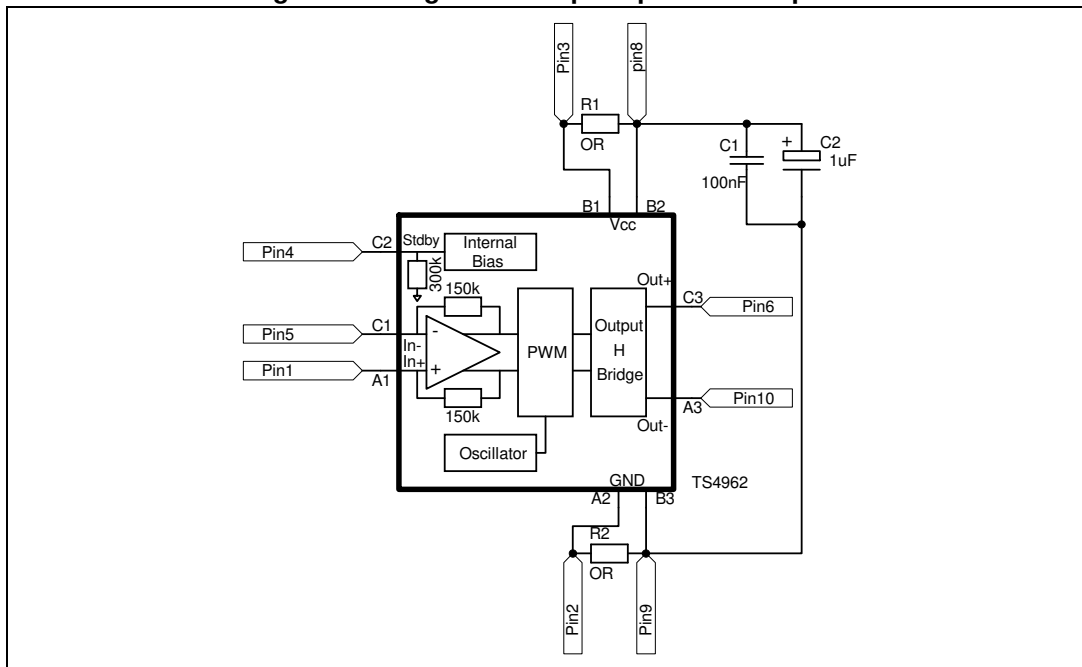 Pin3
pin8
R1
OR
C1
100nF
+
C2
1uF
B1
B2
Vcc
Pin4
C2
Stdby
Internal
Bias
300k
150k
Out+
C3
Pin6
Pin5
C1
-
In-
In+
+
Pin1
A1
PWM
Output
H
Bridge
Pin10
A3
Out-
150k
Oscillator
GND
TS4962
A2
B3
R2
OR
Pin2
Pin9